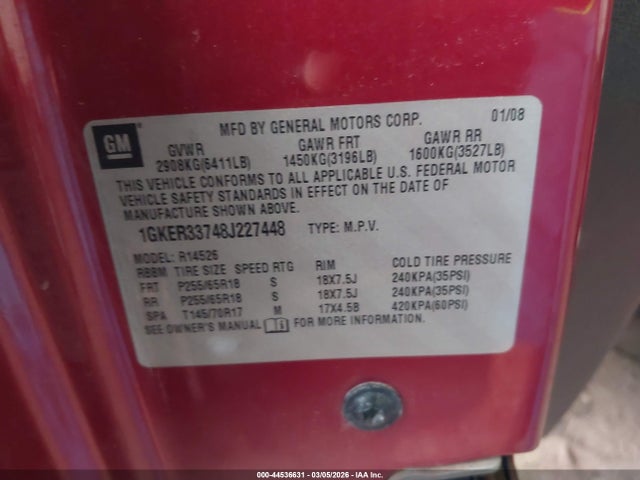 MFD BY GENERAL MOTORS CORP. 01/08
GM
GVWR GAWR FRT GAWR RR
2908KG(6411LB) 1450KG(3196LB) 1600KG(3527LB)
THIS VEHICLE CONFORMS TO ALL APPLICABLE U.S. FEDERAL MOTOR
VEHICLE SAFETY STANDARDS IN EFFECT ON THE DATE OF
MANUFACTURE SHOWN ABOVE.
1GKER33748J227448 TYPE: M.P.V.
MODEL: R14526
RBBM TIRE SIZE SPEED RTG RIM COLD TIRE PRESSURE
FRT P255/65R18 S 18X7.5J 240KPA(35PSI)
RR P255/65R18 S 18X7.5J 240KPA(35PSI)
SPA T145/70R17 M 17X4.5B 420KPA(60PSI)
SEE OWNER'S MANUAL FOR MORE INFORMATION.
000-44536631 - 03/05/2026 - IAA Inc.